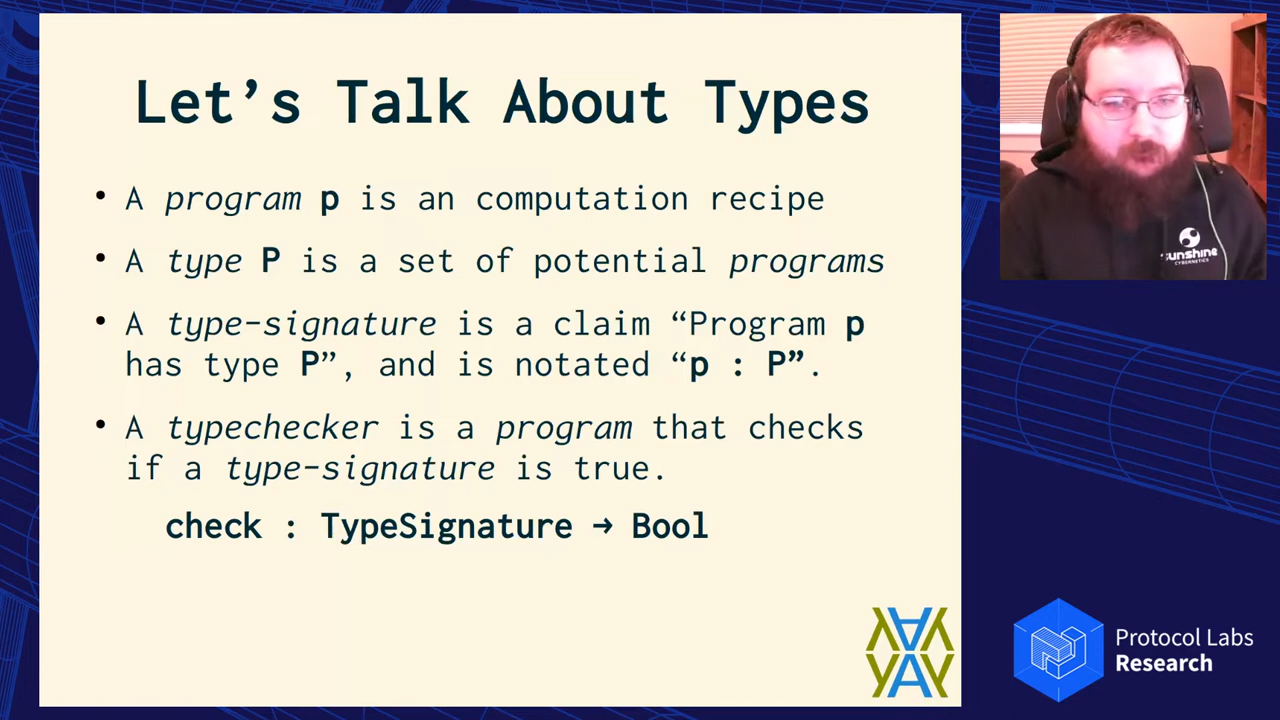 Let’s Talk About Types
• A program p is an computation recipe
• A type P is a set of potential programs
• A type-signature is a claim “Program p
has type P”, and is notated “p : P”.
• A typechecker is a program that checks
if a type-signature is true.
check : TypeSignature → Bool
sunshine
CYBERNETICS
Protocol Labs
Research